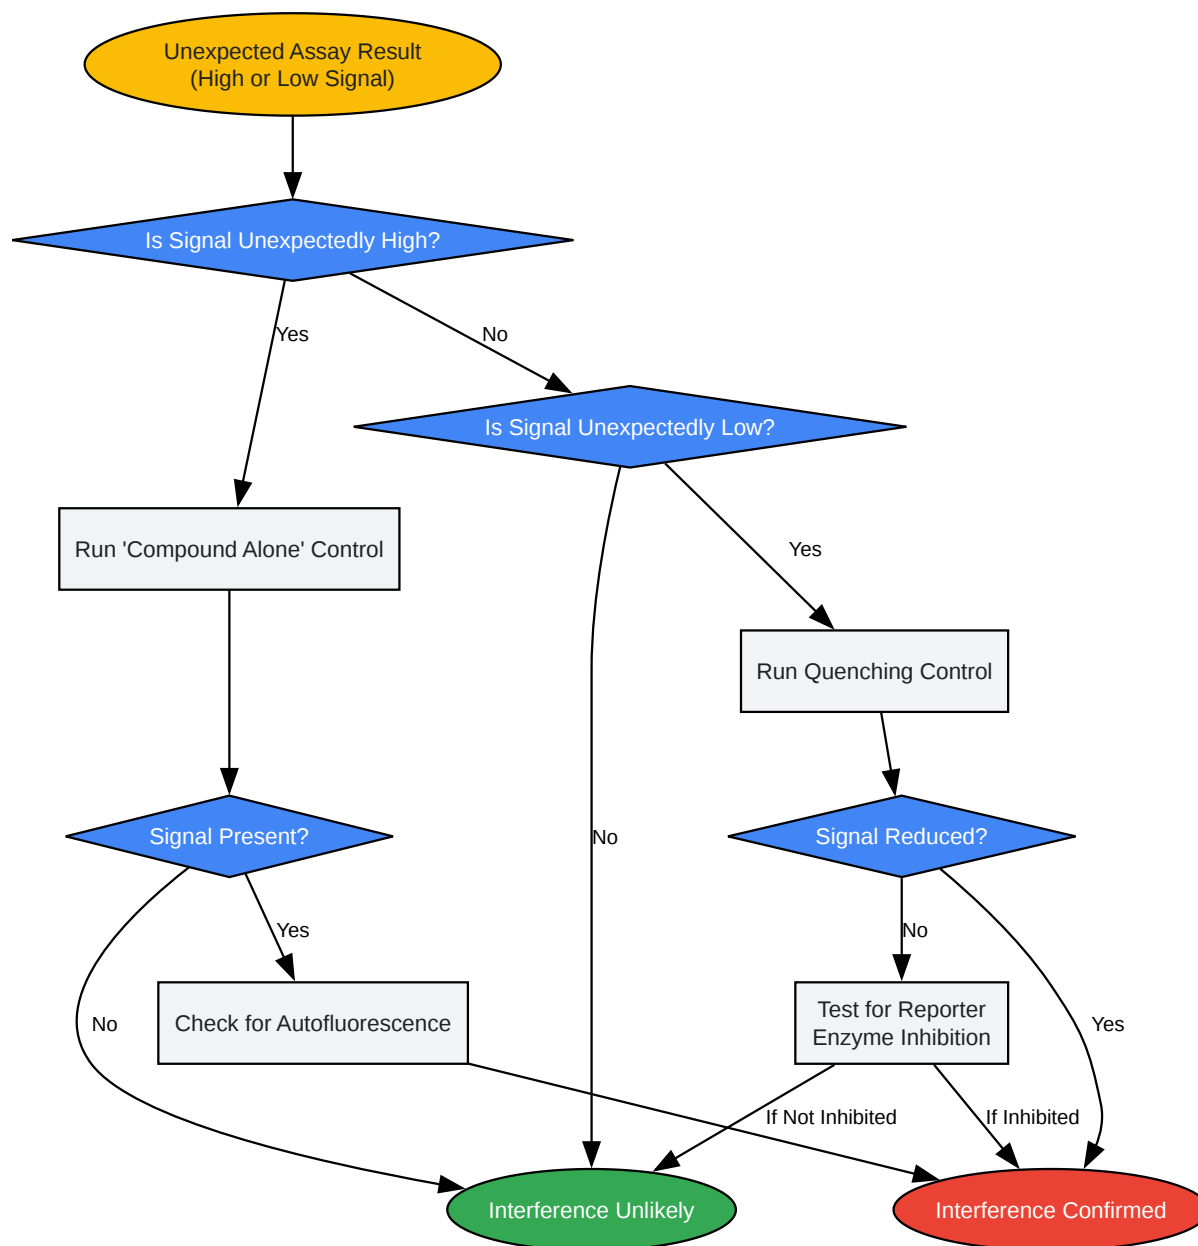 Unexpected Assay Result
(High or Low Signal)
Is Signal Unexpectedly High?
Yes
No
Is Signal Unexpectedly Low?
Run 'Compound Alone' Control
Yes
Run Quenching Control
Signal Present?
No
Signal Reduced?
Yes
No
Check for Autofluorescence
Test for Reporter
Enzyme Inhibition
No
Yes
If Not Inhibited
If Inhibited
Interference Unlikely
Interference Confirmed